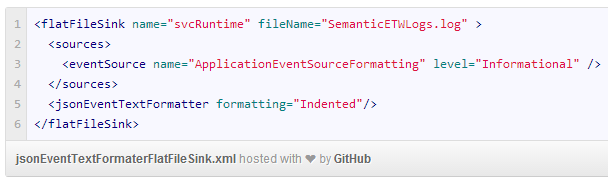 1 <flatFileSink name="svcRuntime" fileName="SemanticETWLogs.log" >
2   <sources>
3     <eventSource name="ApplicationEventSourceFormatting" level="Informational" />
4   </sources>
5   <jsonEventTextFormatter formatting="Indented"/>
6 </flatFileSink>
jsonEventTextFormaterFlatFileSink.xml hosted with ❤ by GitHub